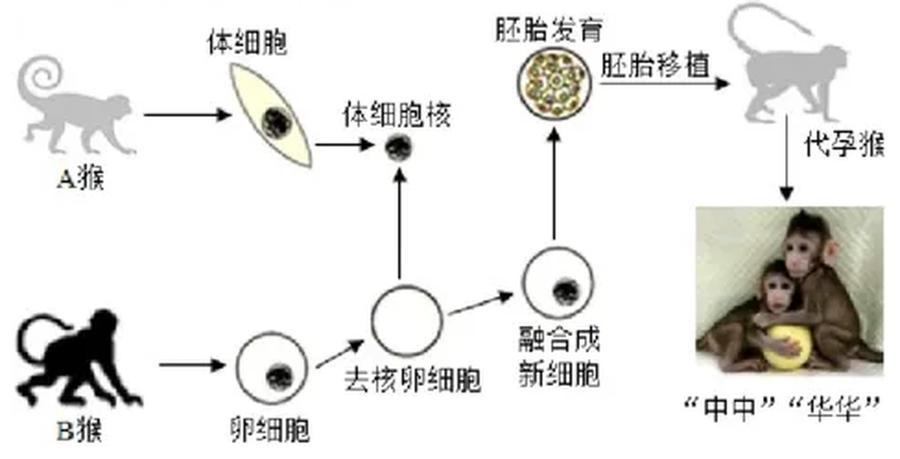 体细胞
胚胎发育
胚胎移植
体细胞核
代孕猴
A猴
融合成
新细胞
去核卵细胞
卵细胞
B猴
“中中”“华华”